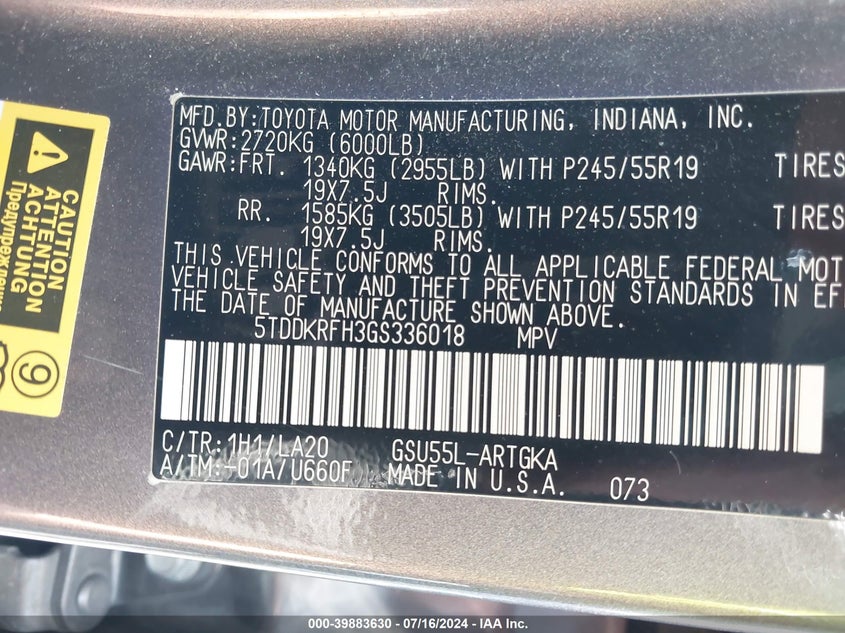 MFD.BY:TOYOTA MOTOR MANUFACTURING, INDIANA, INC.
GVWR:2720KG (6000LB)
GAWR:FRT. 1340KG (2955LB) WITH P245/55R19 TIRES
19X7.5J RIMS.
RR. 1585KG (3505LB) WITH P245/55R19 TIRES
19X7.5J RIMS.
THIS VEHICLE CONFORMS TO ALL APPLICABLE FEDERAL MOT
VEHICLE SAFETY AND THEFT PREVENTION STANDARDS IN EFF
THE DATE OF MANUFACTURE SHOWN ABOVE.
5TDDKRFH3GS336018 MPV
C/TR:1H1/LA20 GSU55L-ARTGKA
A/TM:-01A/U660F MADE IN U.S.A. 073
CAUTION
ATTENTION
ACHTUNG
9
000-39883630 - 07/16/2024 - IAA Inc.